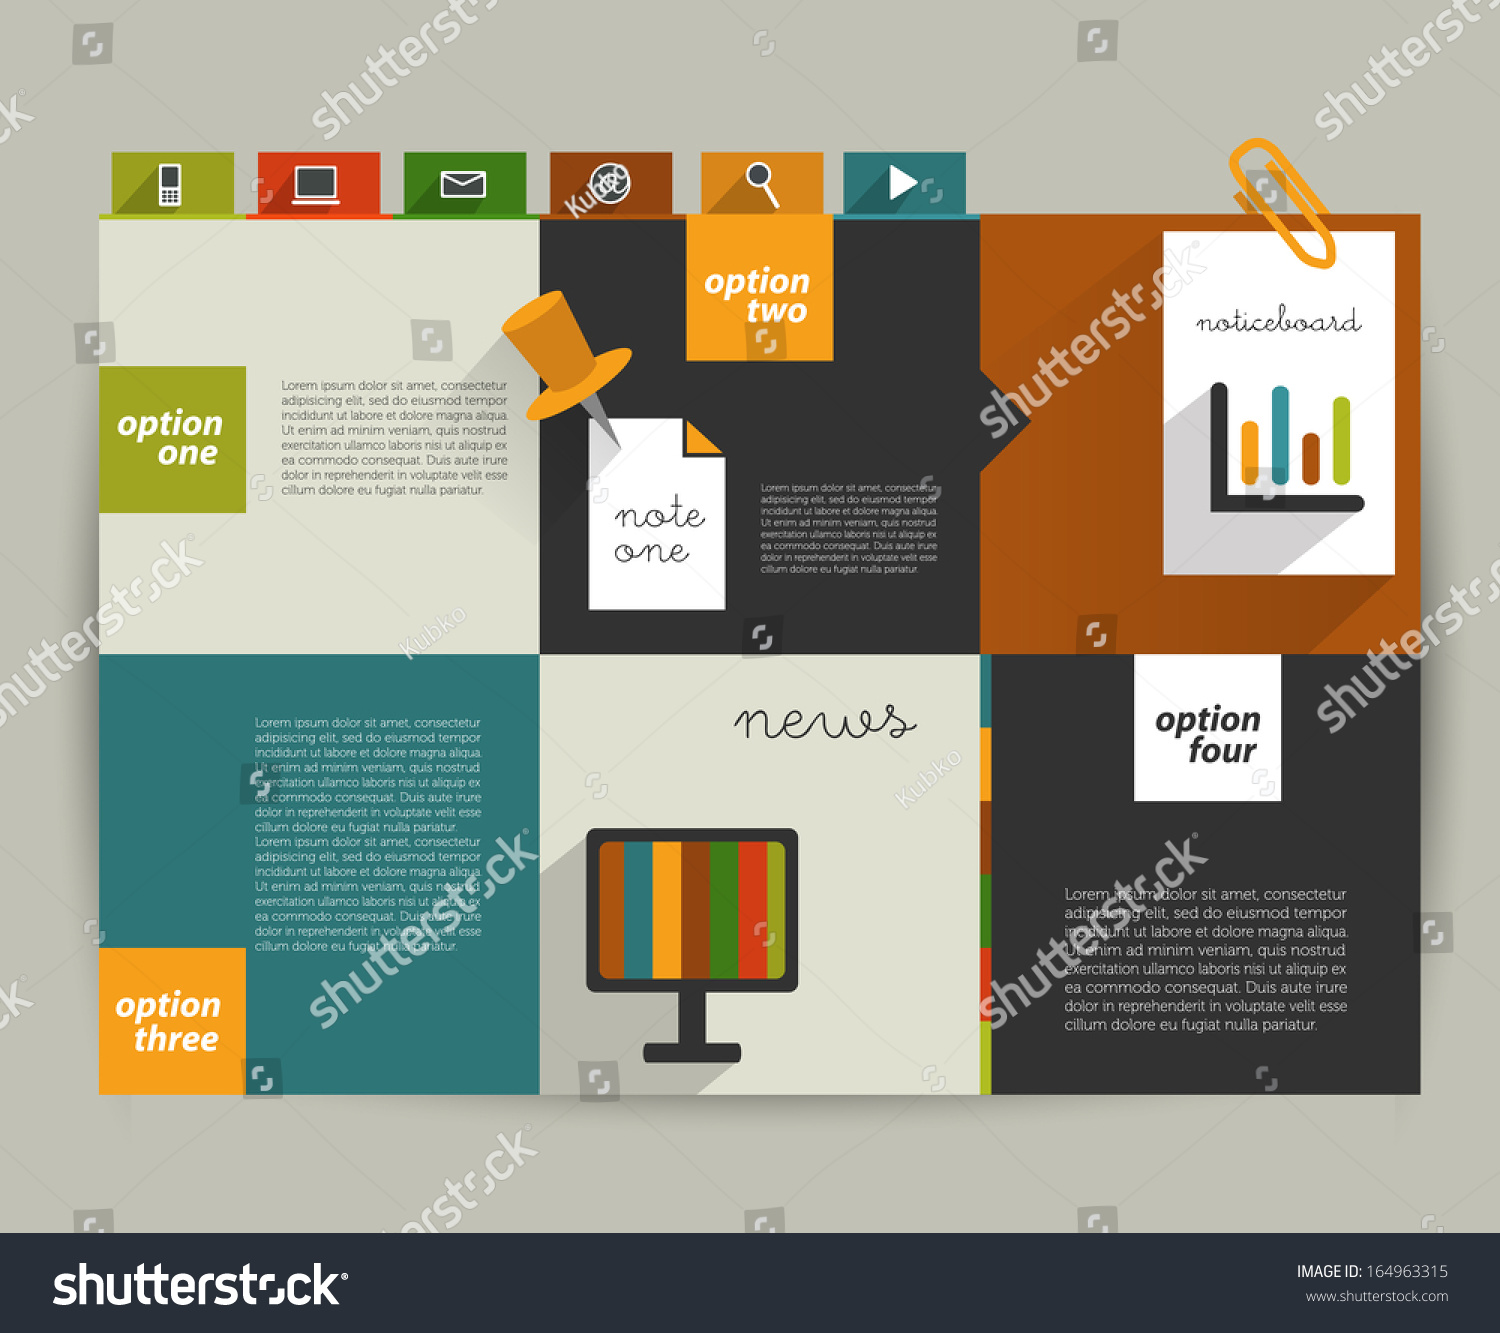 option
one
Lorem ipsum dolor sit amet, consectetur
adipisicing elit, sed do eiusmod tempor
incididunt ut labore et dolore magna aliqua.
Ut enim ad minim veniam, quis nostrud
exercitation ullamco laboris nisi ut aliquip ex
ea commodo consequat. Duis aute irure
dolor in reprehenderit in voluptate velit esse
cillum dolore eu fugiat nulla pariatur.
option
two
note
one
Lorem ipsum dolor sit amet, consectetur
adipisicing elit, sed do eiusmod tempor
incididunt ut labore et dolore magna aliqua.
Ut enim ad minim veniam, quis nostrud
exercitation ullamco laboris nisi ut aliquip ex
ea commodo consequat. Duis aute irure
dolor in reprehenderit in voluptate velit esse
cillum dolore eu fugiat nulla pariatur.
noticeboard
Lorem ipsum dolor sit amet, consectetur
adipisicing elit, sed do eiusmod tempor
incididunt ut labore et dolore magna aliqua.
Ut enim ad minim veniam, quis nostrud
exercitation ullamco laboris nisi ut aliquip ex
ea commodo consequat. Duis aute irure
dolor in reprehenderit in voluptate velit esse
cillum dolore eu fugiat nulla pariatur.
Lorem ipsum dolor sit amet, consectetur
adipisicing elit, sed do eiusmod tempor
incididunt ut labore et dolore magna aliqua.
Ut enim ad minim veniam, quis nostrud
exercitation ullamco laboris nisi ut aliquip ex
ea commodo consequat. Duis aute irure
dolor in reprehenderit in voluptate velit esse
cillum dolore eu fugiat nulla pariatur.
option
three
news
option
four
Lorem ipsum dolor sit amet, consectetur
adipisicing elit, sed do eiusmod tempor
incididunt ut labore et dolore magna aliqua.
Ut enim ad minim veniam, quis nostrud
exercitation ullamco laboris nisi ut aliquip ex
ea commodo consequat. Duis aute irure
dolor in reprehenderit in voluptate velit esse
cillum dolore eu fugiat nulla pariatur.
shutterstock
Kubko
shutterstock®
IMAGE ID: 164963315
www.shutterstock.com